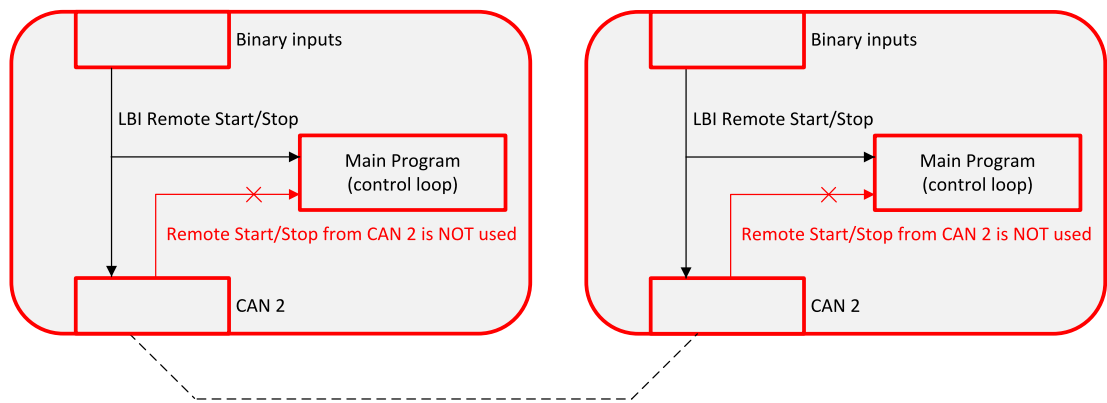 Binary inputs
LBI Remote Start/Stop
Main Program
(control loop)
Remote Start/Stop from CAN 2 is NOT used
CAN 2
Binary inputs
LBI Remote Start/Stop
Main Program
(control loop)
Remote Start/Stop from CAN 2 is NOT used
CAN 2